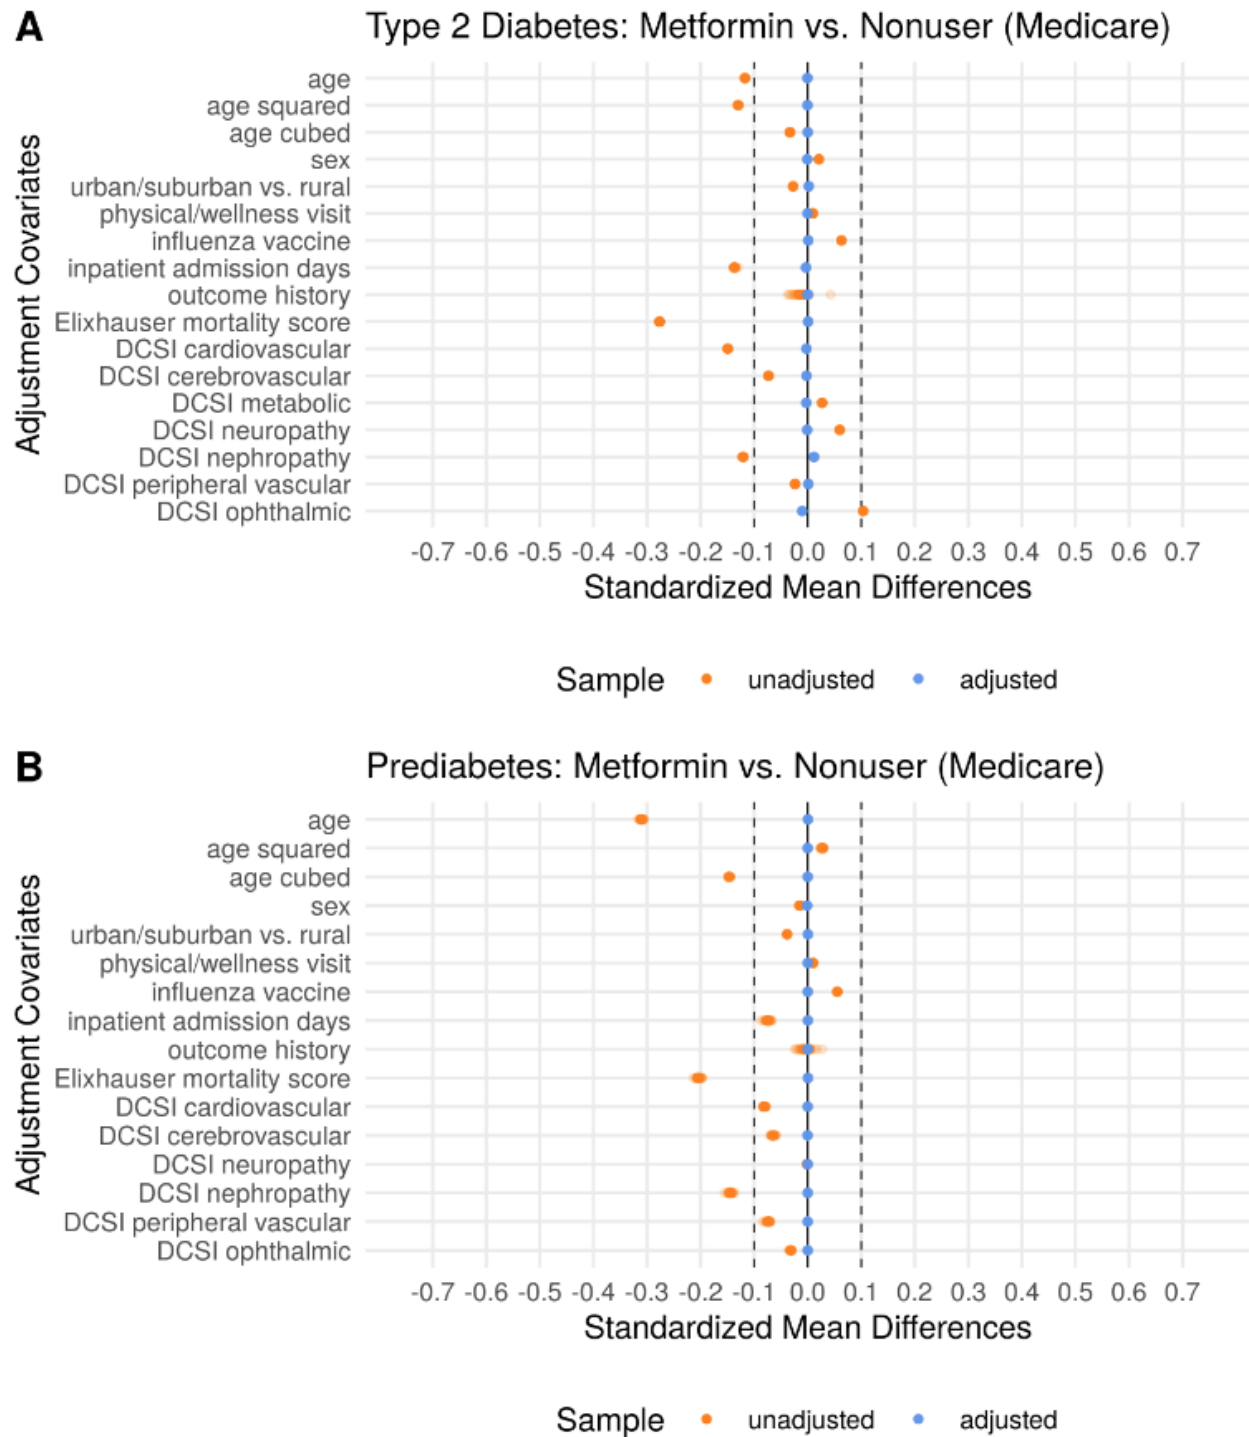 A
Type 2 Diabetes: Metformin vs. Nonuser (Medicare)
Adjustment Covariates
age
age squared
age cubed
sex
urban/suburban vs. rural
physical/wellness visit
influenza vaccine
inpatient admission days
outcome history
Elixhauser mortality score
DCSI cardiovascular
DCSI cerebrovascular
DCSI metabolic
DCSI neuropathy
DCSI nephropathy
DCSI peripheral vascular
DCSI ophthalmic
-0.7 -0.6 -0.5 -0.4 -0.3 -0.2 -0.1 0.0 0.1 0.2 0.3 0.4 0.5 0.6 0.7
Standardized Mean Differences
Sample unadjusted adjusted
B
Prediabetes: Metformin vs. Nonuser (Medicare)
Adjustment Covariates
age
age squared
age cubed
sex
urban/suburban vs. rural
physical/wellness visit
influenza vaccine
inpatient admission days
outcome history
Elixhauser mortality score
DCSI cardiovascular
DCSI cerebrovascular
DCSI neuropathy
DCSI nephropathy
DCSI peripheral vascular
DCSI ophthalmic
-0.7 -0.6 -0.5 -0.4 -0.3 -0.2 -0.1 0.0 0.1 0.2 0.3 0.4 0.5 0.6 0.7
Standardized Mean Differences
Sample unadjusted adjusted